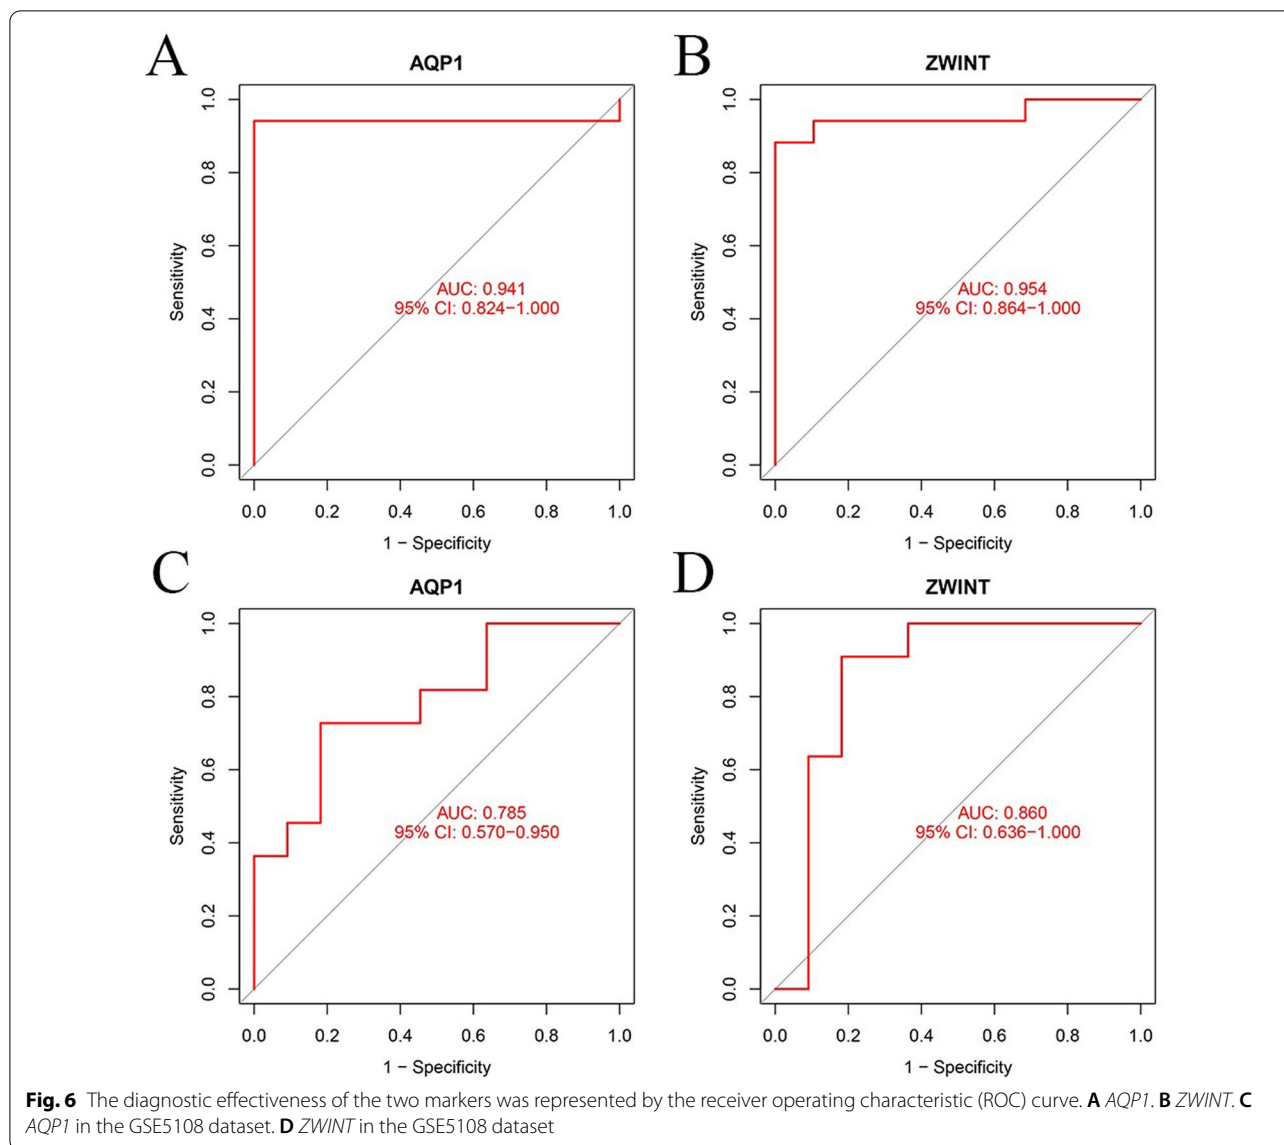 A
AQP1
Sensitivity
1.0
0.8
0.6
0.4
0.2
0.0
AUC: 0.941
95% CI: 0.824–1.000
0.0 0.2 0.4 0.6 0.8 1.0
1 − Specificity
B
ZWINT
Sensitivity
1.0
0.8
0.6
0.4
0.2
0.0
AUC: 0.954
95% CI: 0.864–1.000
0.0 0.2 0.4 0.6 0.8 1.0
1 − Specificity
C
AQP1
Sensitivity
1.0
0.8
0.6
0.4
0.2
0.0
AUC: 0.785
95% CI: 0.570–0.950
0.0 0.2 0.4 0.6 0.8 1.0
1 − Specificity
D
ZWINT
Sensitivity
1.0
0.8
0.6
0.4
0.2
0.0
AUC: 0.860
95% CI: 0.636–1.000
0.0 0.2 0.4 0.6 0.8 1.0
1 − Specificity
Fig. 6 The diagnostic effectiveness of the two markers was represented by the receiver operating characteristic (ROC) curve. A AQP1. B ZWINT. C
AQP1 in the GSE5108 dataset. D ZWINT in the GSE5108 dataset